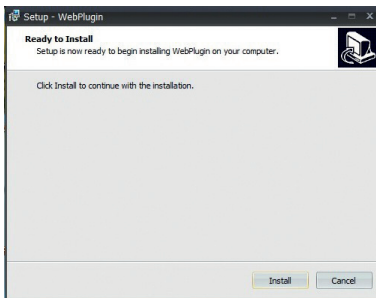 Setup - WebPlugin
Ready to Install
Setup is now ready to begin installing WebPlugin on your computer.
Click Install to continue with the installation.
Install Cancel